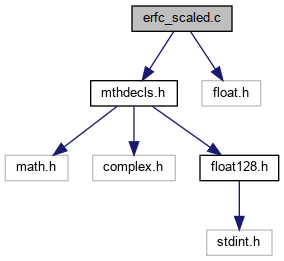 erfc_scaled.c
mthdecls.h
float.h
math.h
complex.h
float128.h
stdint.h